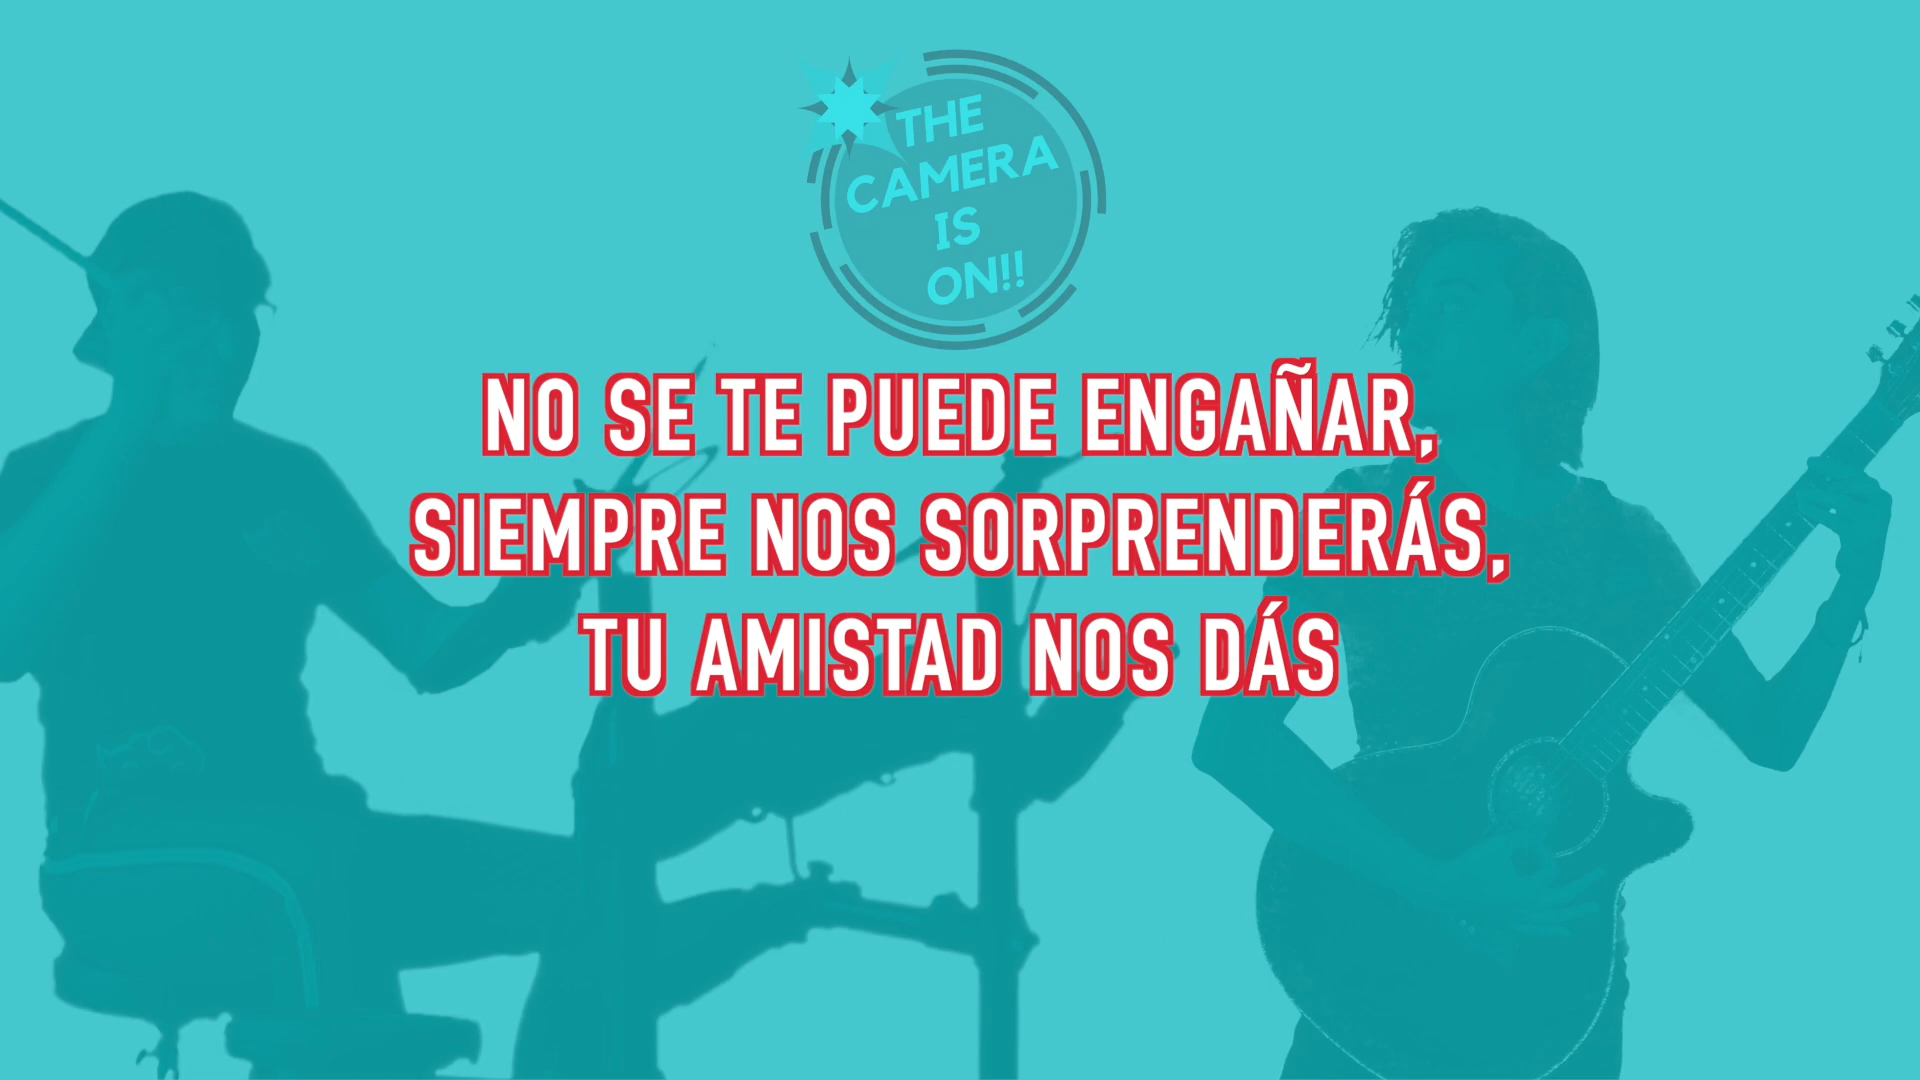 THE
CAMERA
IS
ON!!
NO SE TE PUEDE ENGAÑAR,
SIEMPRE NOS SORPRENDERÁS,
TU AMISTAD NOS DÁS